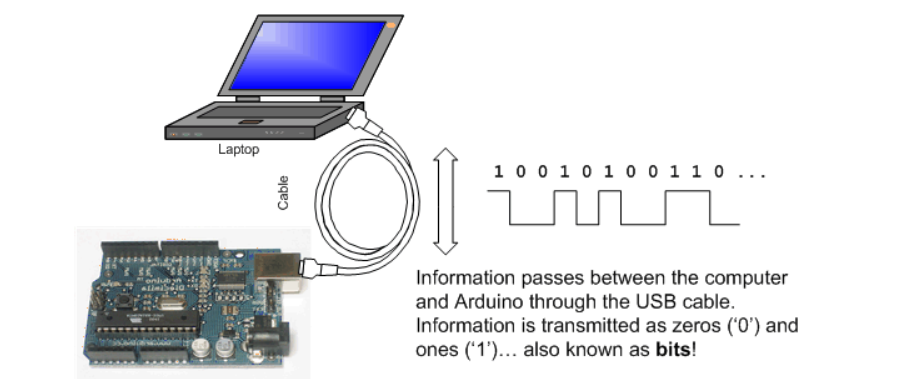 Laptop
Cable
1 0 0 1 0 1 0 0 1 1 0 ...
Information passes between the computer
and Arduino through the USB cable.
Information is transmitted as zeros (‘0’) and
ones (‘1’)… also known as bits!